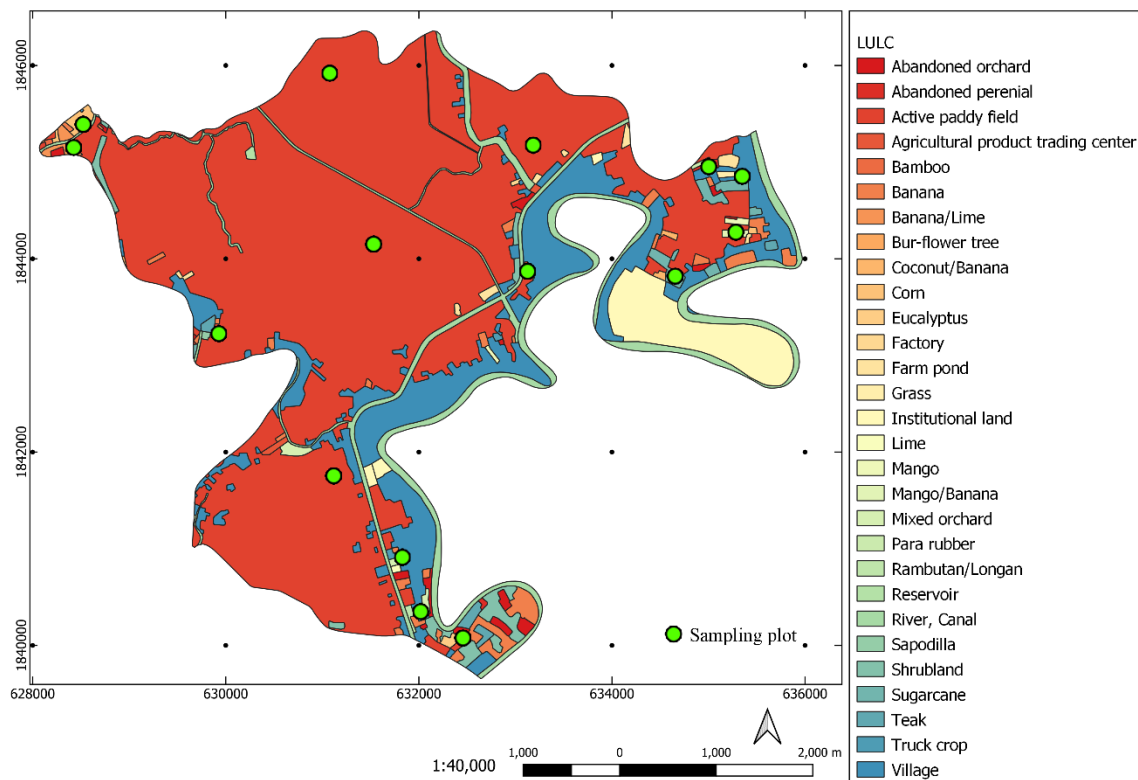 LULC
Abandoned orchard
Abandoned perenial
Active paddy field
Agricultural product trading center
Bamboo
Banana
Banana/Lime
Bur-flower tree
Coconut/Banana
Corn
Eucalyptus
Factory
Farm pond
Grass
Institutional land
Lime
Mango
Mango/Banana
Mixed orchard
Para rubber
Rambutan/Longan
Reservoir
River, Canal
Sapodilla
Shrubland
Sugarcane
Teak
Truck crop
Village
1846000
1844000
1842000
1840000
Sampling plot
628000 630000 632000 634000 636000
1,000 0 1,000 2,000 m
1:40,000